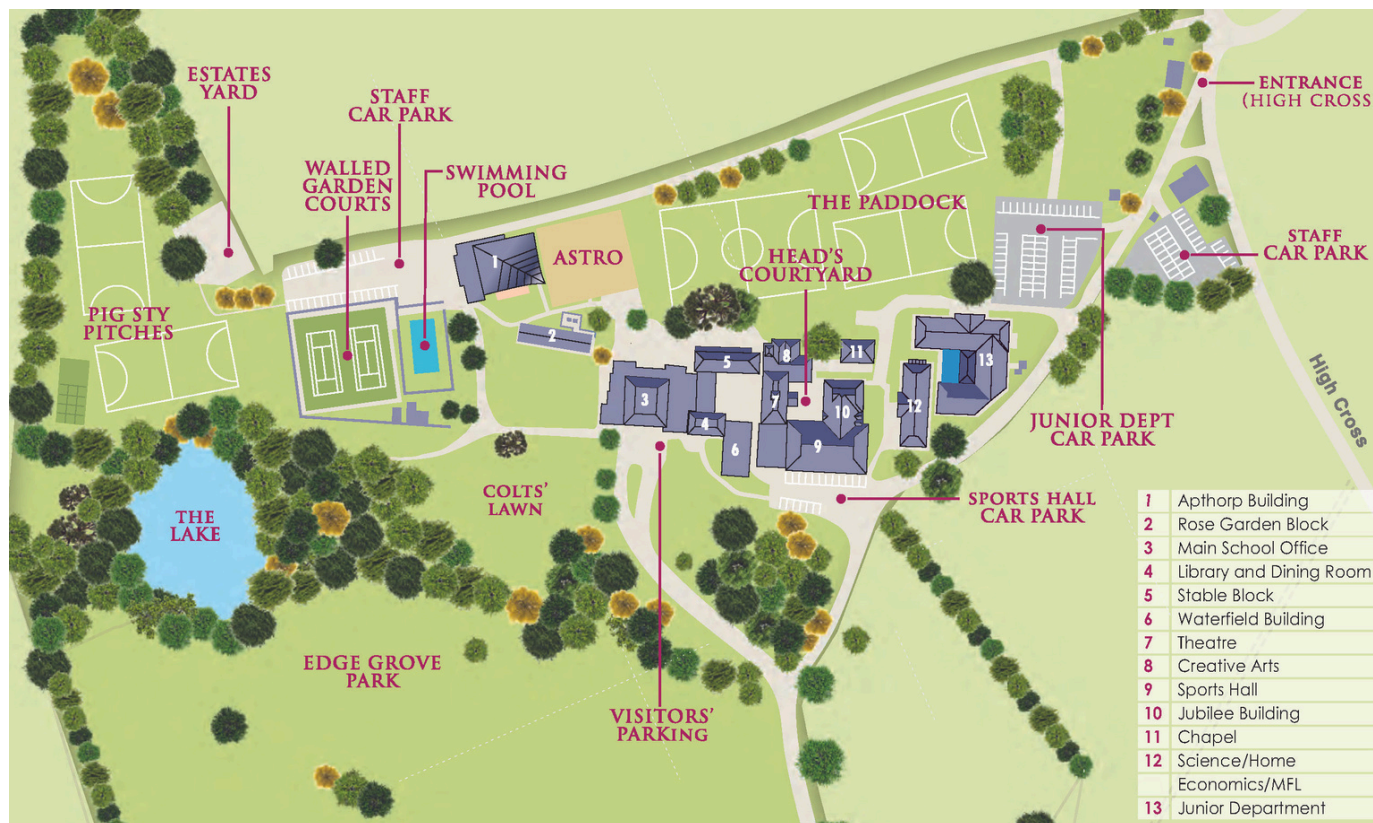 ESTATES
YARD
STAFF
CAR PARK
WALLED
GARDEN
COURTS
SWIMMING
POOL
ENTRANCE
(HIGH CROSS
THE PADDOCK
ASTRO
HEAD'S
COURTYARD
STAFF
CAR PARK
PIG STY
PITCHES
1
2
3
4
5
6
7
8
9
10
11
12
13
High Cross
JUNIOR DEPT
CAR PARK
COLTS'
LAWN
SPORTS HALL
CAR PARK
THE
LAKE
EDGE GROVE
PARK
VISITORS'
PARKING
1 Apthorp Building
2 Rose Garden Block
3 Main School Office
4 Library and Dining Room
5 Stable Block
6 Waterfield Building
7 Theatre
8 Creative Arts
9 Sports Hall
10 Jubilee Building
11 Chapel
12 Science/Home
Economics/MFL
13 Junior Department